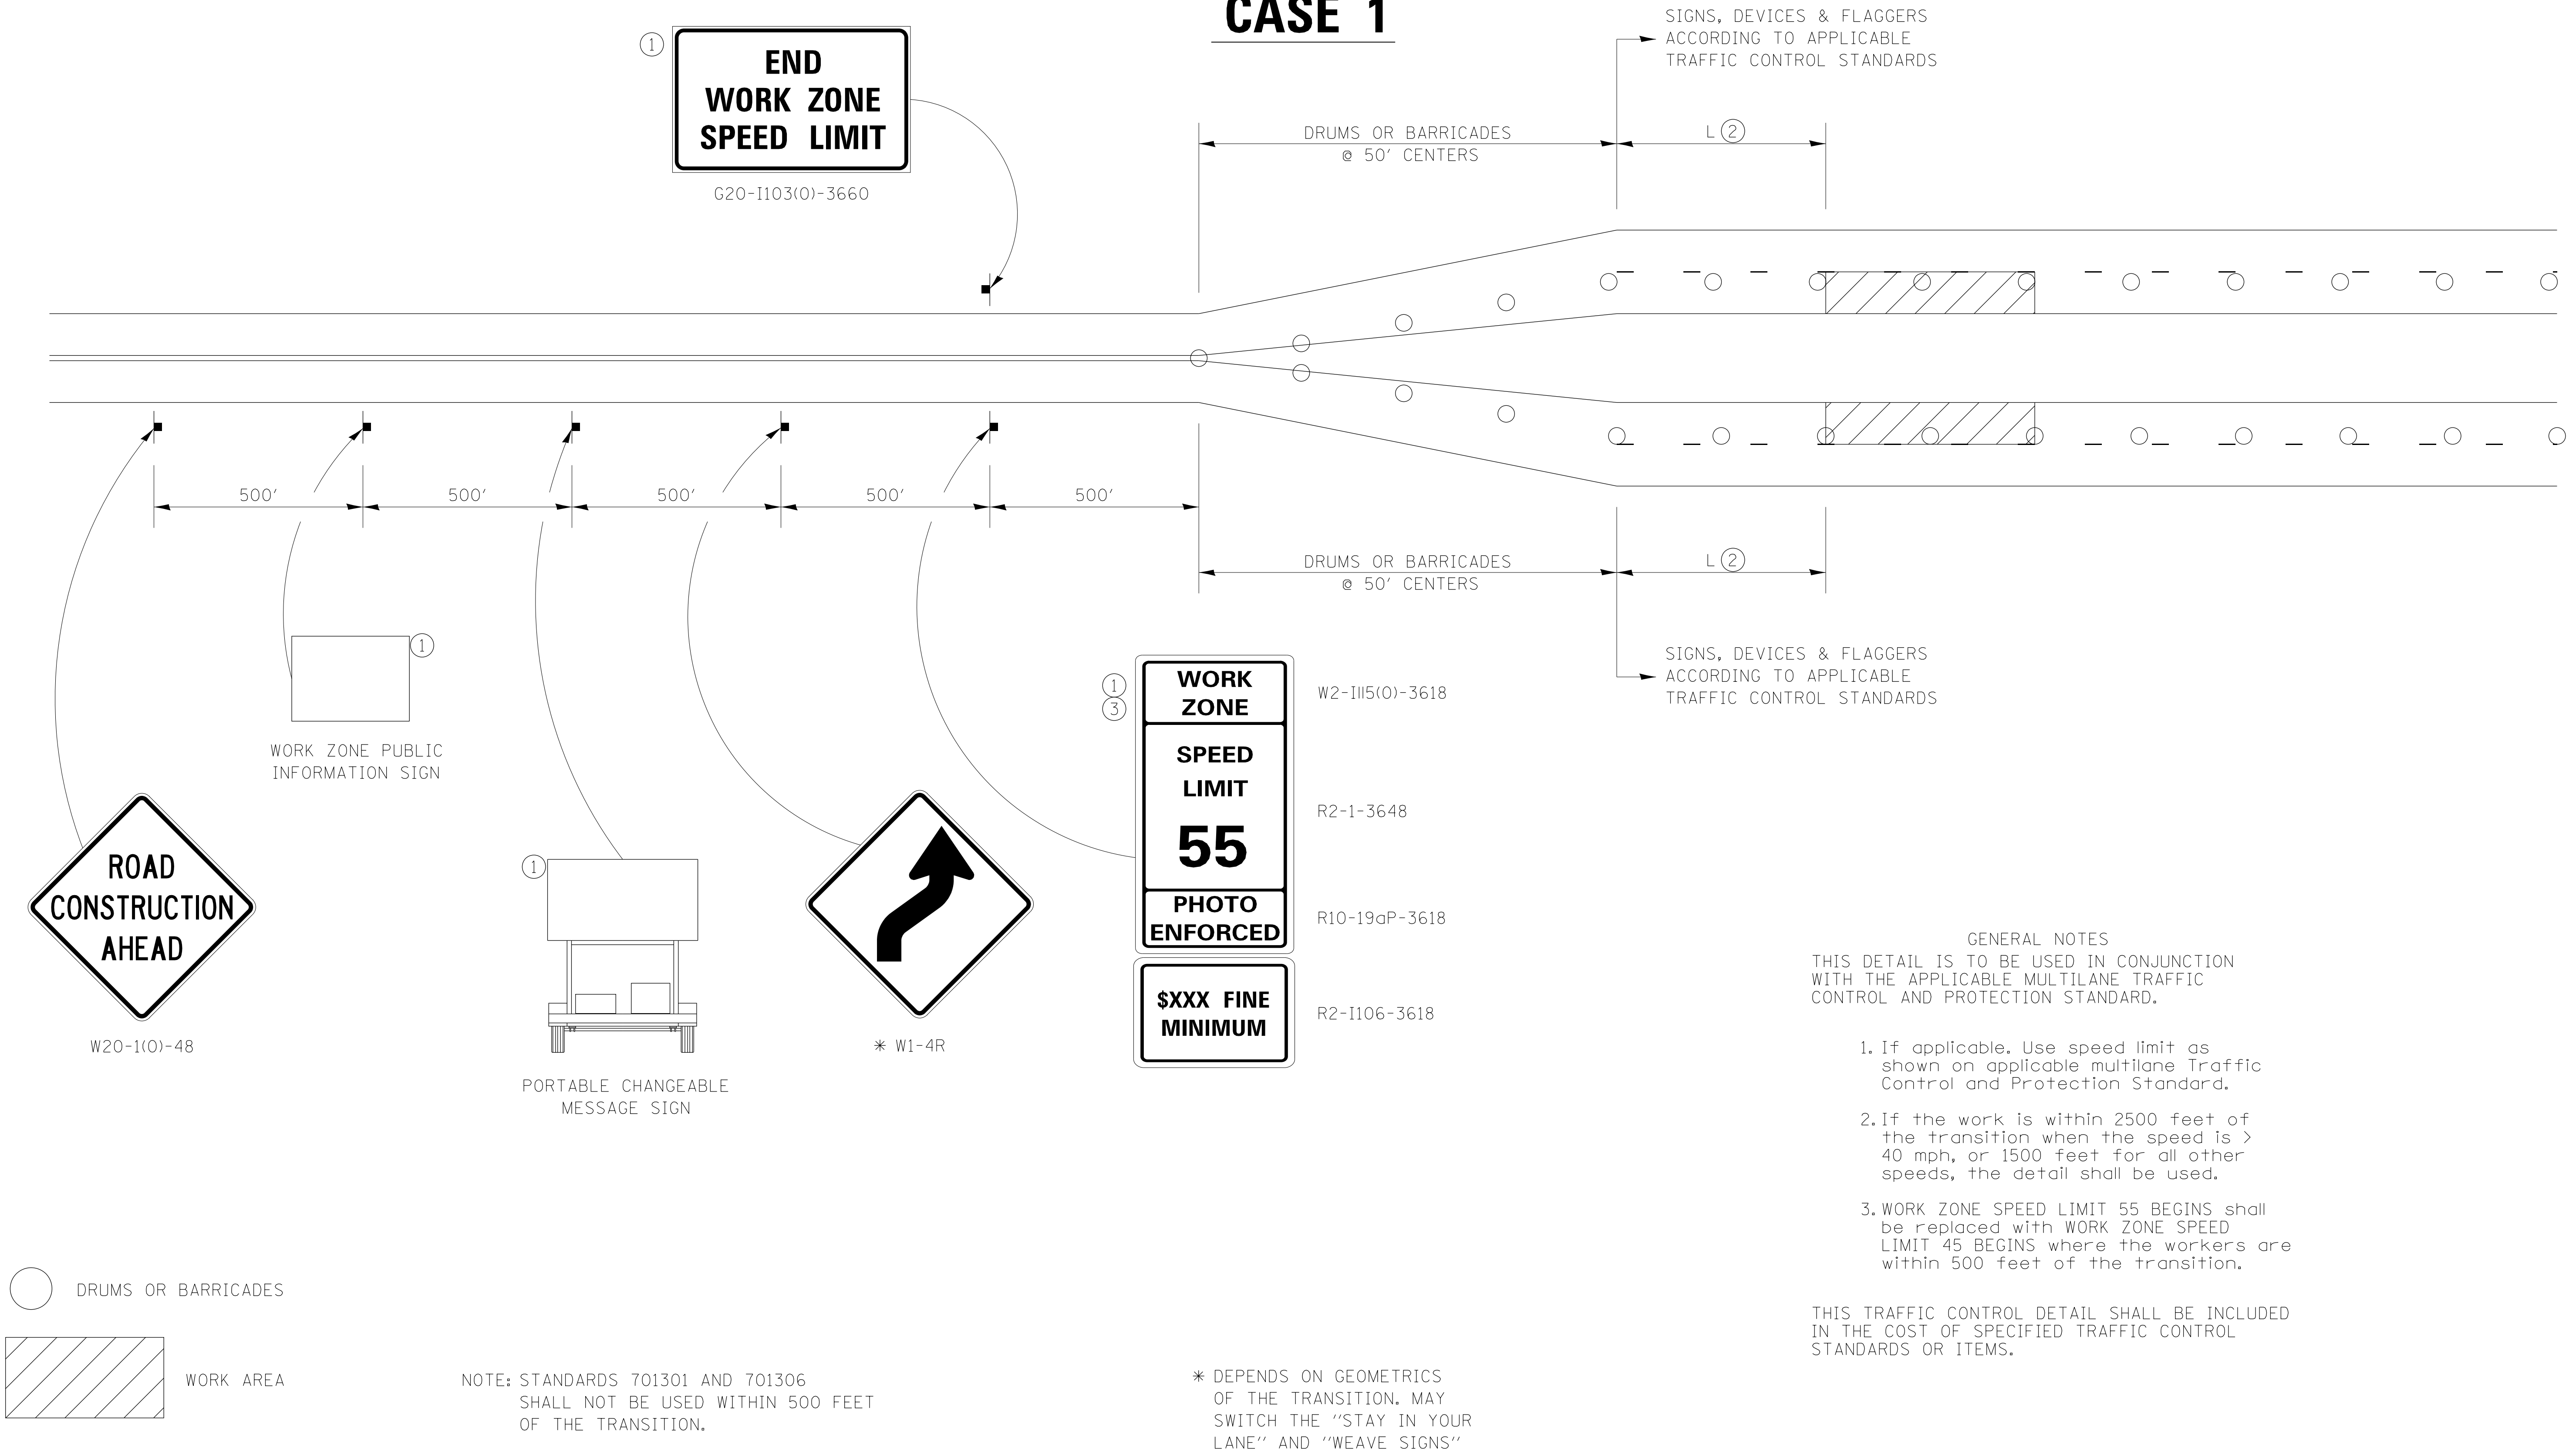 CASE 1
SIGNS, DEVICES & FLAGGERS
ACCORDING TO APPLICABLE
TRAFFIC CONTROL STANDARDS
1
END
WORK ZONE
SPEED LIMIT
G20-I103(O)-3660
DRUMS OR BARRICADES
@ 50' CENTERS
L 2
500'
500'
500'
500'
500'
DRUMS OR BARRICADES
@ 50' CENTERS
L 2
SIGNS, DEVICES & FLAGGERS
ACCORDING TO APPLICABLE
TRAFFIC CONTROL STANDARDS
1
WORK ZONE PUBLIC
INFORMATION SIGN
ROAD
CONSTRUCTION
AHEAD
W20-1(O)-48
1
PORTABLE CHANGEABLE
MESSAGE SIGN
* W1-4R
1
3
WORK
ZONE
W2-I115(O)-3618
SPEED
LIMIT
55
R2-1-3648
PHOTO
ENFORCED
R10-19aP-3618
$XXX FINE
MINIMUM
R2-I106-3618
GENERAL NOTES
THIS DETAIL IS TO BE USED IN CONJUNCTION
WITH THE APPLICABLE MULTILANE TRAFFIC
CONTROL AND PROTECTION STANDARD.
1. If applicable. Use speed limit as
shown on applicable multilane Traffic
Control and Protection Standard.
2. If the work is within 2500 feet of
the transition when the speed is >
40 mph, or 1500 feet for all other
speeds, the detail shall be used.
3. WORK ZONE SPEED LIMIT 55 BEGINS shall
be replaced with WORK ZONE SPEED
LIMIT 45 BEGINS where the workers are
within 500 feet of the transition.
THIS TRAFFIC CONTROL DETAIL SHALL BE INCLUDED
IN THE COST OF SPECIFIED TRAFFIC CONTROL
STANDARDS OR ITEMS.
DRUMS OR BARRICADES
WORK AREA
NOTE: STANDARDS 701301 AND 701306
SHALL NOT BE USED WITHIN 500 FEET
OF THE TRANSITION.
* DEPENDS ON GEOMETRICS
OF THE TRANSITION. MAY
SWITCH THE "STAY IN YOUR
LANE" AND "WEAVE SIGNS"